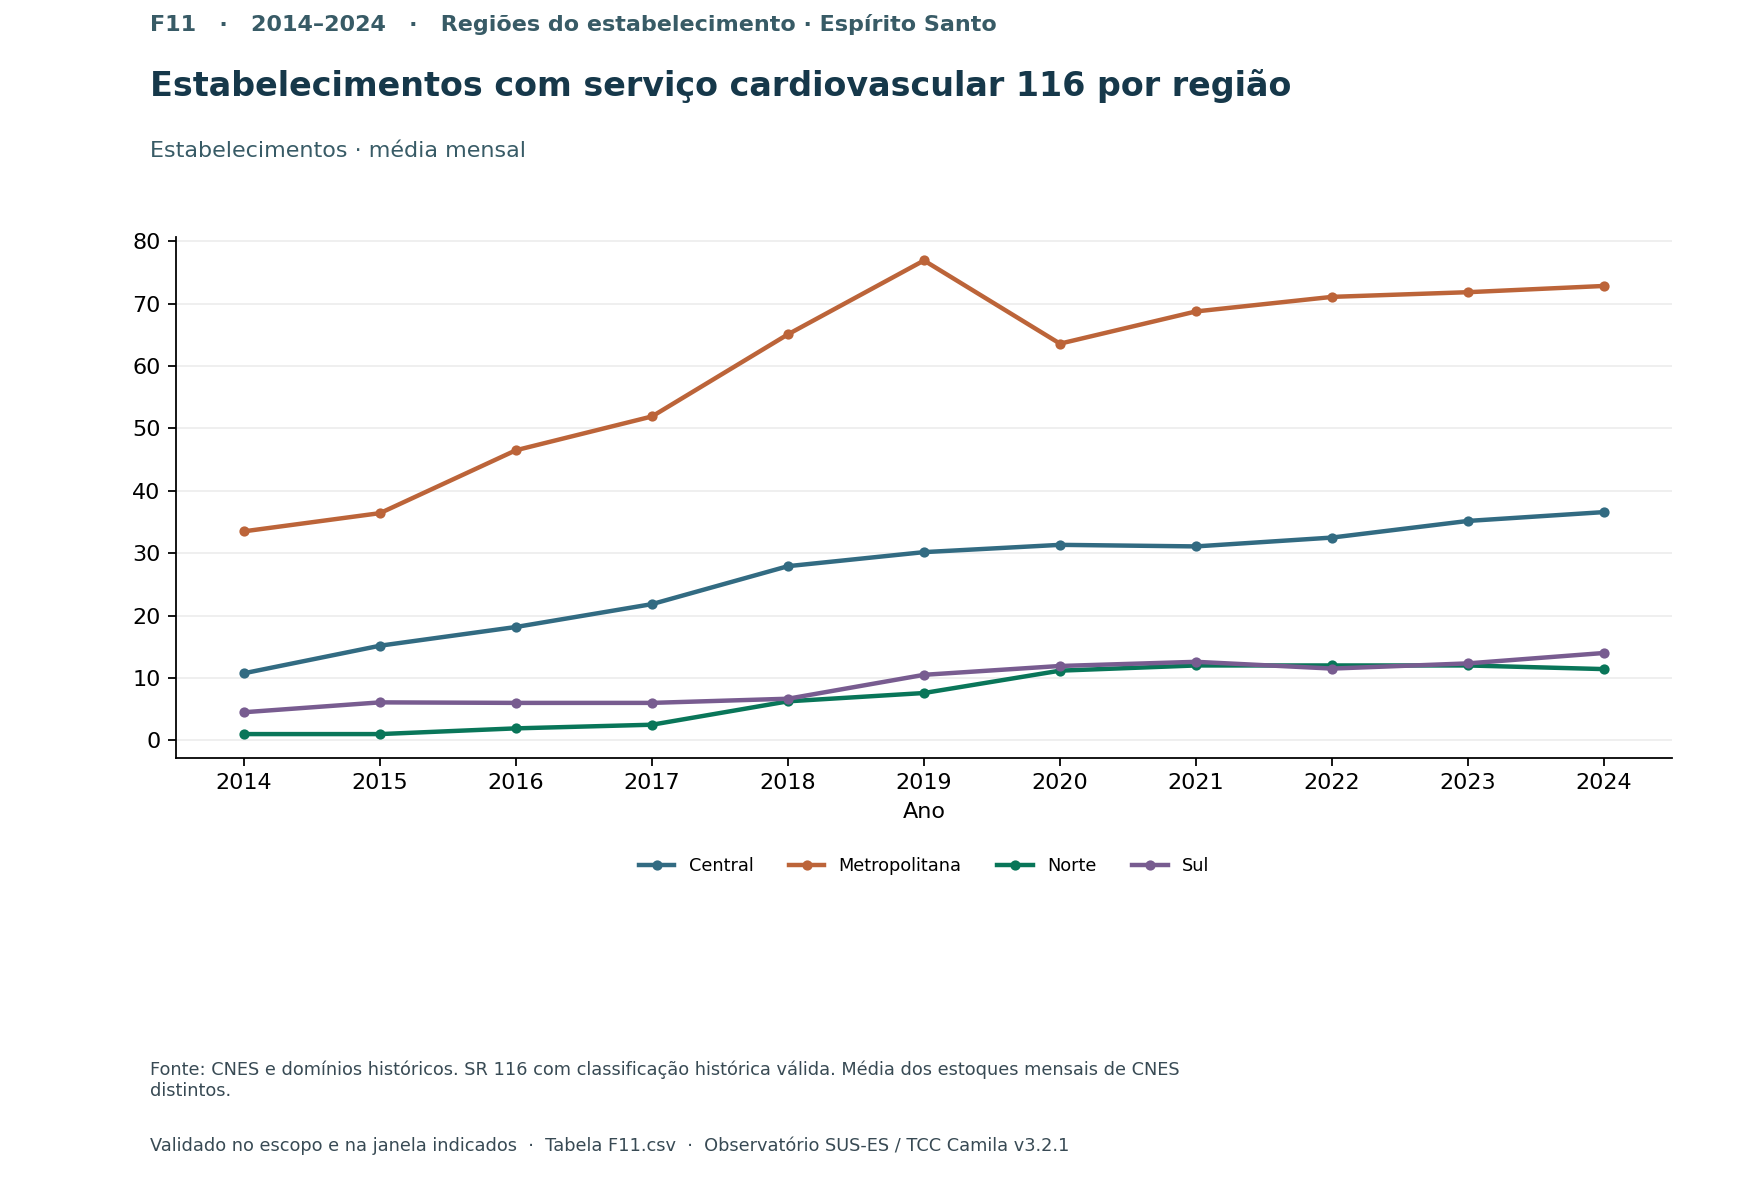 F11 · 2014–2024 · Regiões do estabelecimento · Espírito Santo
Estabelecimentos com serviço cardiovascular 116 por região
Estabelecimentos · média mensal
80
70
60
50
40
30
20
10
0
2014 2015 2016 2017 2018 2019 2020 2021 2022 2023 2024
Ano
Central Metropolitana Norte Sul
Fonte: CNES e domínios históricos. SR 116 com classificação histórica válida. Média dos estoques mensais de CNES
distintos.
Validado no escopo e na janela indicados · Tabela F11.csv · Observatório SUS-ES / TCC Camila v3.2.1